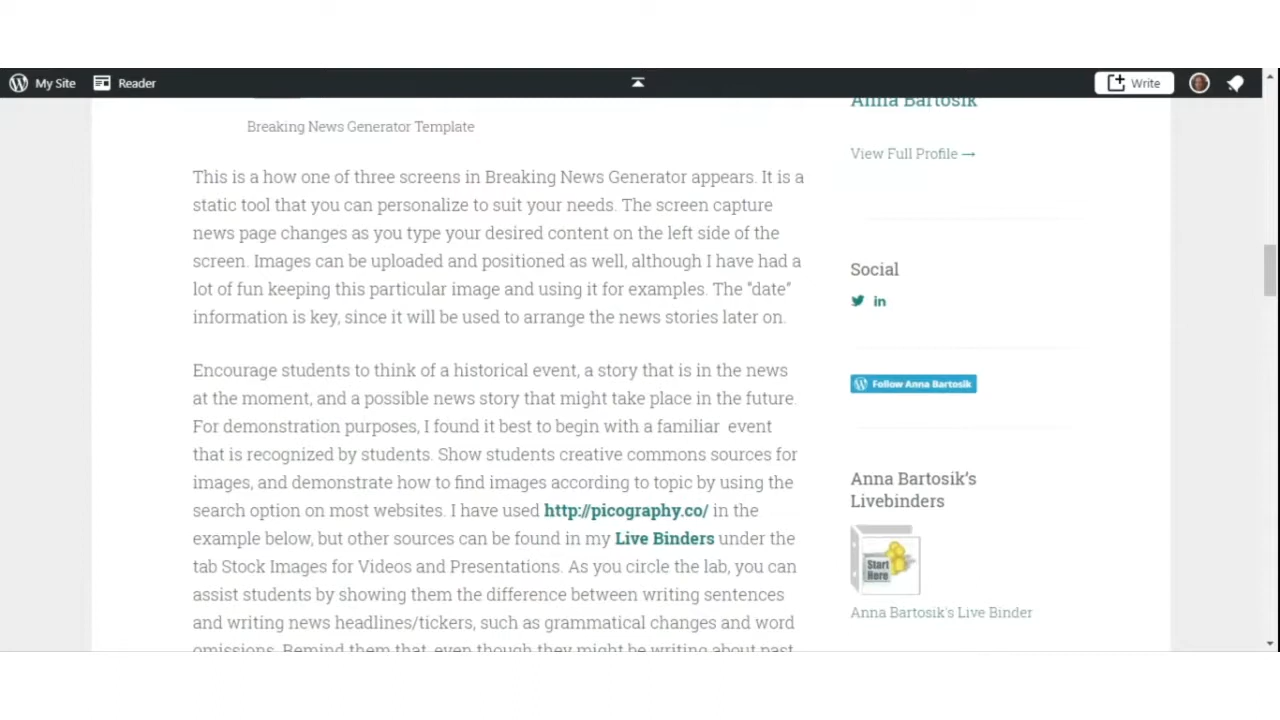 My Site
Reader
Write
Breaking News Generator Template
This is a how one of three screens in Breaking News Generator appears. It is a
static tool that you can personalize to suit your needs. The screen capture
news page changes as you type your desired content on the left side of the
screen. Images can be uploaded and positioned as well, although I have had a
lot of fun keeping this particular image and using it for examples. The “date”
information is key, since it will be used to arrange the news stories later on.
Encourage students to think of a historical event, a story that is in the news
at the moment, and a possible news story that might take place in the future.
For demonstration purposes, I found it best to begin with a familiar event
that is recognized by students. Show students creative commons sources for
images, and demonstrate how to find images according to topic by using the
search option on most websites. I have used http://picography.co/ in the
example below, but other sources can be found in my Live Binders under the
tab Stock Images for Videos and Presentations. As you circle the lab, you can
assist students by showing them the difference between writing sentences
and writing news headlines/tickers, such as grammatical changes and word
omissions. Remind them that, even though they might be writing about past
Anna Bartosik
View Full Profile →
Social
Follow Anna Bartosik
Anna Bartosik's
Livebinders
Start
Here
Anna Bartosik's Live Binder